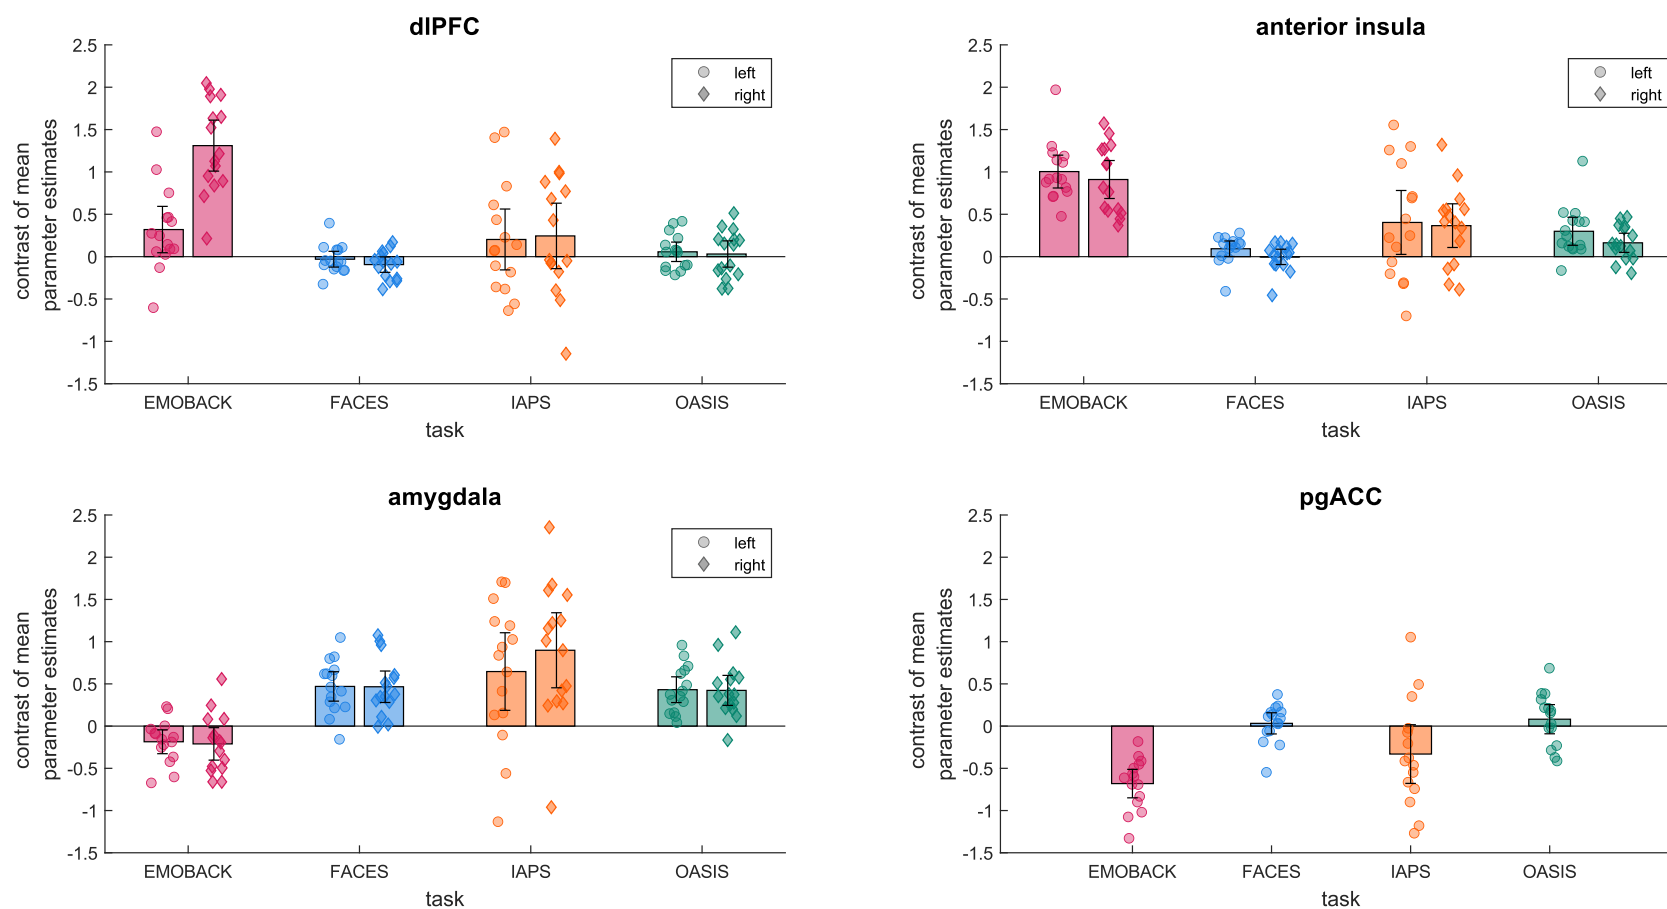 dlPFC
2.5
2
1.5
1
0.5
0
-0.5
-1
-1.5
contrast of mean
parameter estimates
left
right
EMOBACK
FACES
IAPS
OASIS
task
anterior insula
2.5
2
1.5
1
0.5
0
-0.5
-1
-1.5
contrast of mean
parameter estimates
left
right
EMOBACK
FACES
IAPS
OASIS
task
amygdala
2.5
2
1.5
1
0.5
0
-0.5
-1
-1.5
contrast of mean
parameter estimates
left
right
EMOBACK
FACES
IAPS
OASIS
task
pgACC
2.5
2
1.5
1
0.5
0
-0.5
-1
-1.5
contrast of mean
parameter estimates
EMOBACK
FACES
IAPS
OASIS
task